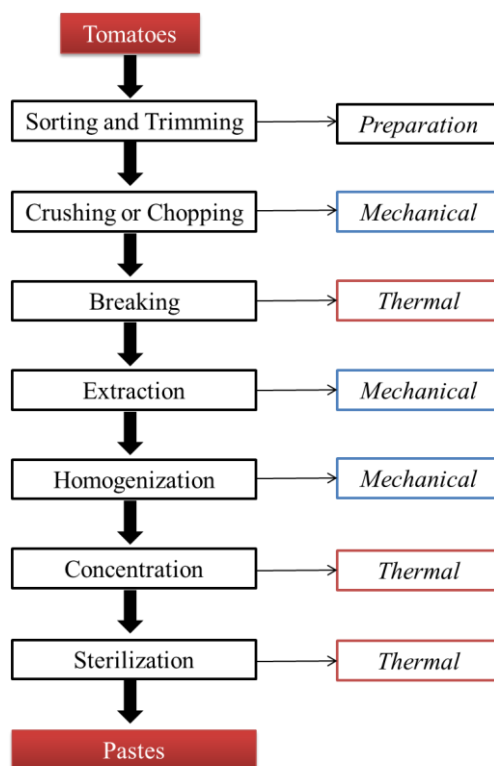 Tomatoes
Sorting and Trimming
Preparation
Crushing or Chopping
Mechanical
Breaking
Thermal
Extraction
Mechanical
Homogenization
Mechanical
Concentration
Thermal
Sterilization
Thermal
Pastes